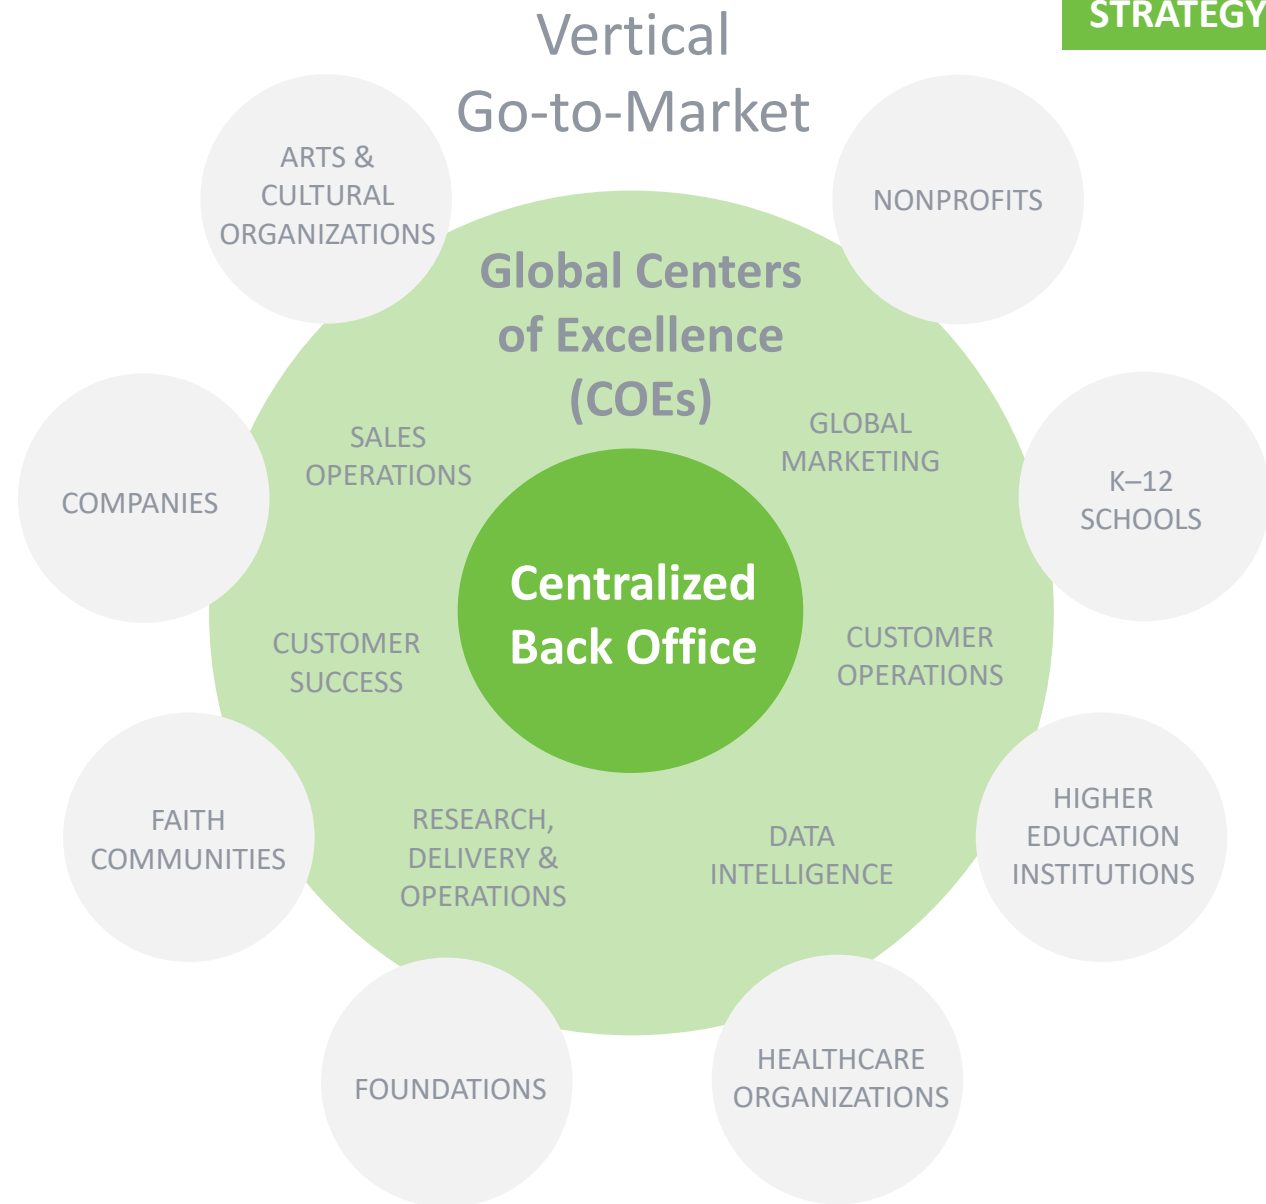 STRATEGY
Vertical
Go-to-Market
ARTS &
CULTURAL
ORGANIZATIONS
NONPROFITS
Global Centers
of Excellence
(COEs)
SALES
OPERATIONS
GLOBAL
MARKETING
COMPANIES
K–12
SCHOOLS
Centralized
Back Office
CUSTOMER
SUCCESS
CUSTOMER
OPERATIONS
FAITH
COMMUNITIES
RESEARCH,
DELIVERY &
OPERATIONS
DATA
INTELLIGENCE
HIGHER
EDUCATION
INSTITUTIONS
FOUNDATIONS
HEALTHCARE
ORGANIZATIONS